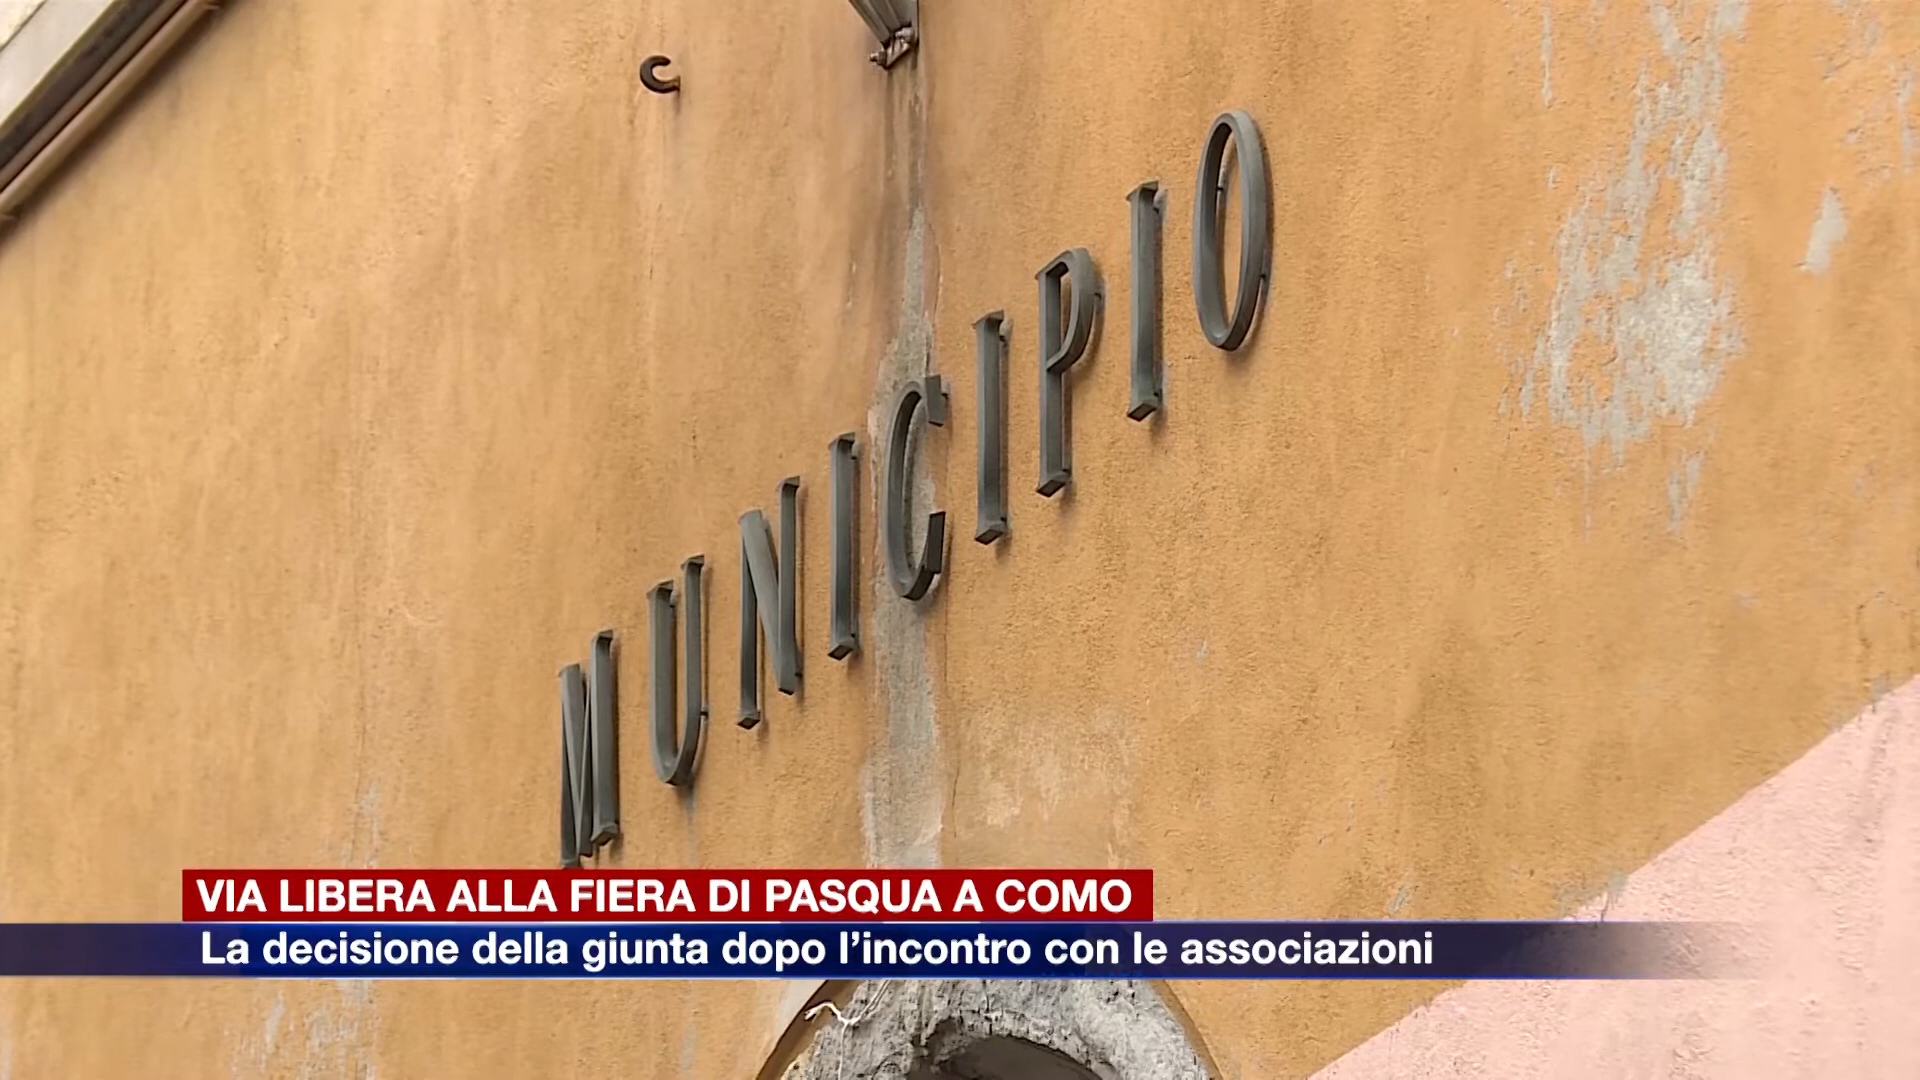 MUNICIPIO
VIA LIBERA ALLA FIERA DI PASQUA A COMO
La decisione della giunta dopo l’incontro con le associazioni